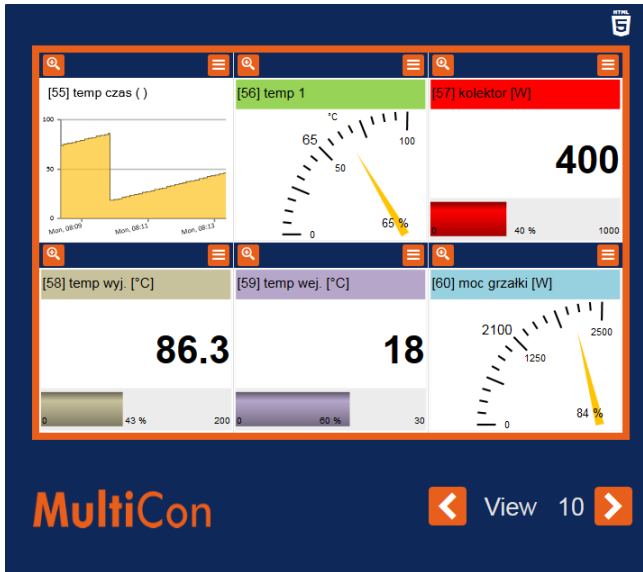 HTML
5
[55] temp czas ( )
100
50
0
Mon, 08:09
Mon, 08:11
Mon, 08:13
[56] temp 1
°C
65
100
50
0
65 %
[57] kolektor [W]
400
0
40 %
1000
[58] temp wyj. [°C]
86.3
0
43 %
200
[59] temp wej. [°C]
18
0
60 %
30
[60] moc grzałki [W]
2100
2500
1250
0
84 %
MultiCon
View 10